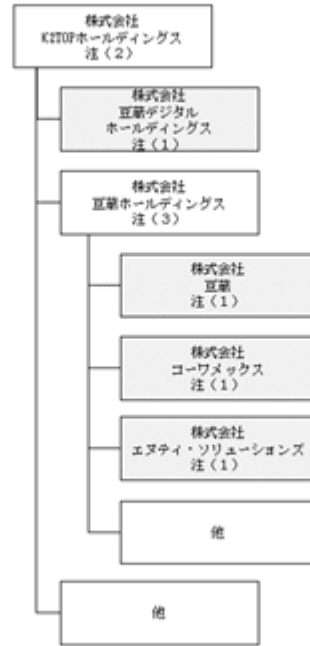 株式会社
K2TOPホールディングス
注(2)
株式会社
豆蔵デジタル
ホールディングス
注(1)
株式会社
豆蔵ホールディングス
注(3)
株式会社
豆蔵
注(1)
株式会社
コーワメックス
注(1)
株式会社
エヌティ・ソリューションズ
注(1)
他
他